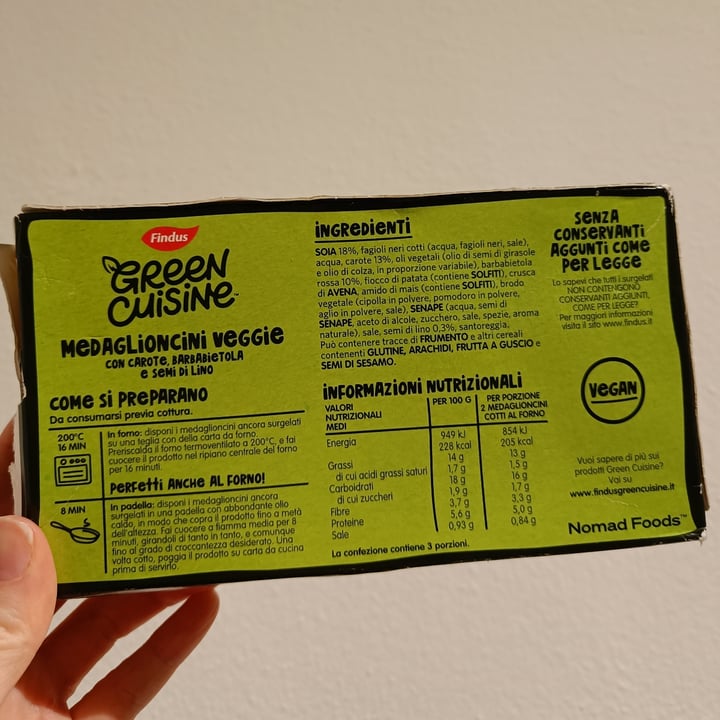 Findus
GREEN
CUISINE™
MEDAGLIONCINI VEGGIE
CON CAROTE, BARBABIETOLA
E SEMI DI LINO
COME SI PREPARANO
Da consumarsi previa cottura.
200°C
16 MIN
In forno: disponi i medaglioncini ancora surgelati
su una teglia con della carta da forno.
Preriscalda il forno termoventilato a 200°C, e fai
cuocere il prodotto nel ripiano centrale del forno
per 16 minuti.
PERFETTI ANCHE AL FORNO!
8 MIN
In padella: disponi i medaglioncini ancora
surgelati in una padella con abbondante olio
caldo, in modo che copra il prodotto fino a metà
dell'altezza. Fai cuocere a fiamma media per 8
minuti, girandoli di tanto in tanto, e comunque
fino al grado di croccantezza desiderato. Una
volta cotto, poggia il prodotto su carta da cucina
prima di servirlo.
INGREDIENTI
SOIA 18%, fagioli neri cotti (acqua, fagioli neri, sale),
acqua, carote 13%, oli vegetali (olio di semi di girasole
e olio di colza, in proporzione variabile), barbabietola
rossa 10%, fiocco di patata (contiene SOLFITI), crusca
di AVENA, amido di mais (contiene SOLFITI), brodo
vegetale (cipolla in polvere, pomodoro in polvere,
aglio in polvere, sale), SENAPE (acqua, semi di
SENAPE, aceto di alcole, zucchero, sale, spezie, aroma
naturale), sale, semi di lino 0,3%, santoreggia.
Può contenere tracce di FRUMENTO e altri cereali
contenenti GLUTINE, ARACHIDI, FRUTTA A GUSCIO e
SEMI DI SESAMO.
INFORMAZIONI NUTRIZIONALI
VALORI
NUTRIZIONALI
MEDI
PER 100 G
PER PORZIONE
2 MEDAGLIONCINI
COTTI AL FORNO
Energia 949 kJ 854 kJ
228 kcal 205 kcal
Grassi 14 g 13 g
di cui acidi grassi saturi 1,7 g 1,5 g
Carboidrati 18 g 16 g
di cui zuccheri 1,9 g 1,7 g
Fibre 3,7 g 3,3 g
Proteine 5,6 g 5,0 g
Sale 0,93 g 0,84 g
La confezione contiene 3 porzioni.
SENZA
CONSERVANTI
AGGUNTI COME
PER LEGGE
Lo sapevi che tutti i surgelati
NON CONTENGONO
CONSERVANTI AGGIUNTI,
COME PER LEGGE?
Per maggiori informazioni
visita il sito www.findus.it
VEGAN
Vuoi sapere di più sui
prodotti Green Cuisine?
Vai su
www.findusgreencuisine.it
Nomad Foods™